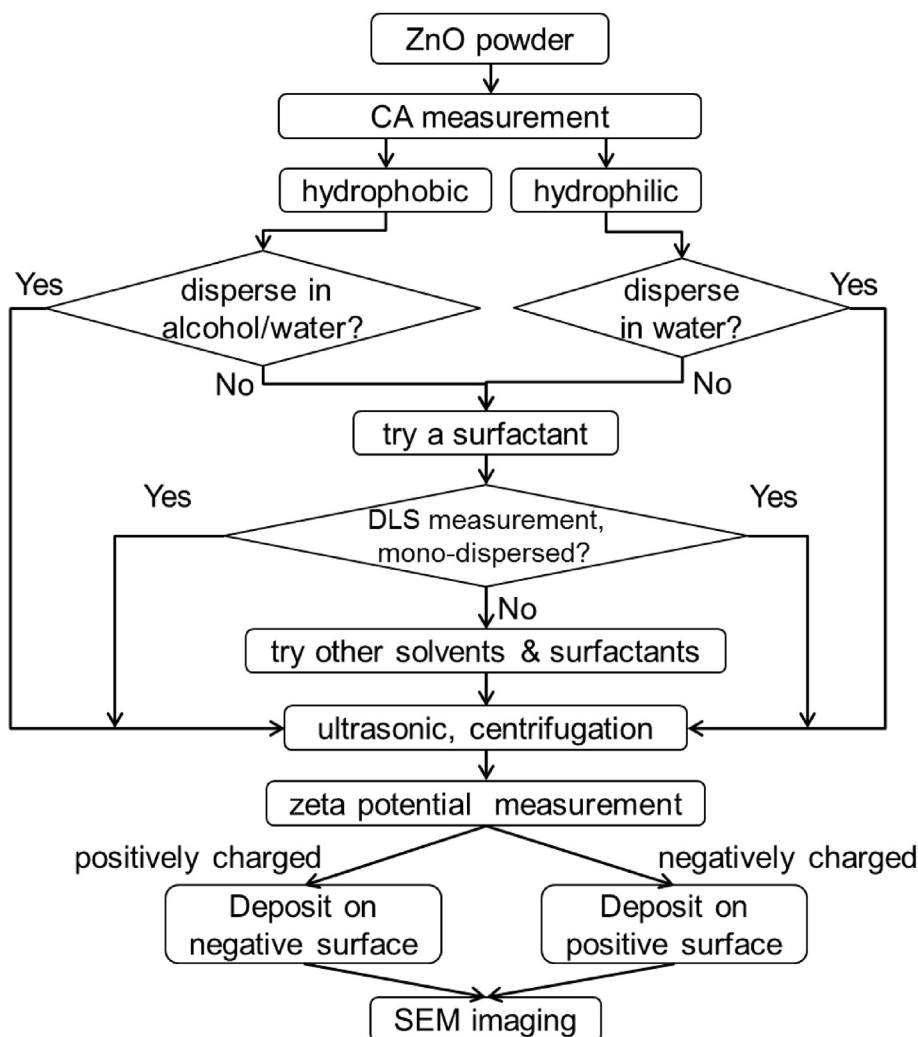 ZnO powder
CA measurement
hydrophobic
hydrophilic
Yes
disperse in
alcohol/water?
disperse
in water?
Yes
No
No
try a surfactant
Yes
DLS measurement,
mono-dispersed?
Yes
No
try other solvents & surfactants
ultrasonic, centrifugation
zeta potential measurement
positively charged
negatively charged
Deposit on
negative surface
Deposit on
positive surface
SEM imaging